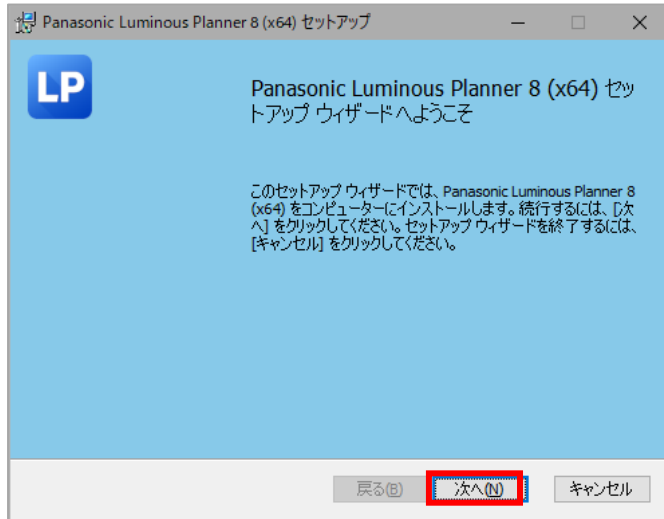 Panasonic Luminous Planner 8 (x64) セットアップ
LP
Panasonic Luminous Planner 8 (x64) セッ
トアップ ウィザードへようこそ
このセットアップ ウィザードでは、Panasonic Luminous Planner 8
(x64) をコンピューターにインストールします。続行するには、[次
へ] をクリックしてください。セットアップ ウィザードを終了するには、
[キャンセル] をクリックしてください。
戻る(B) 次へ(N) キャンセル